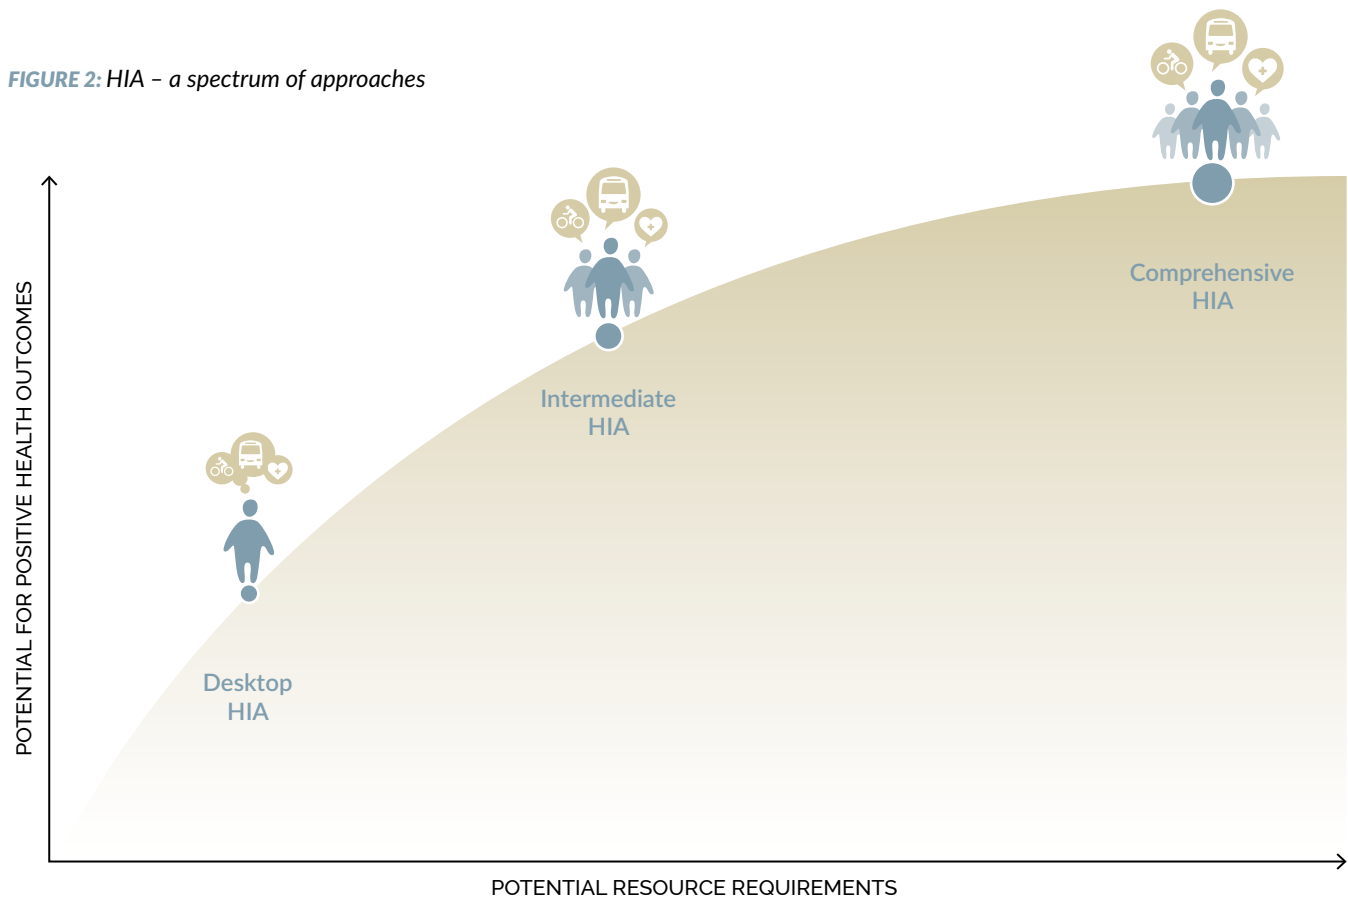 FIGURE 2: HIA – a spectrum of approaches
POTENTIAL FOR POSITIVE HEALTH OUTCOMES
Comprehensive
HIA
Intermediate
HIA
Desktop
HIA
POTENTIAL RESOURCE REQUIREMENTS